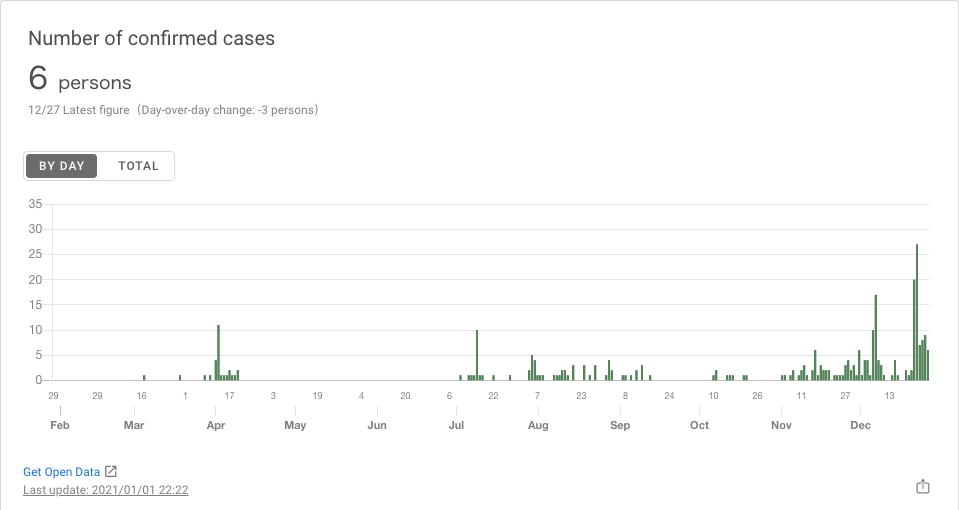 Number of confirmed cases
6 persons
12/27 Latest figure（Day-over-day change: -3 persons）
BY DAY TOTAL
35
30
25
20
15
10
5
0
29 29 16 1 17 3 19 4 20 6 22 7 23 8 24 10 26 11 27 13
Feb Mar Apr May Jun Jul Aug Sep Oct Nov Dec
Get Open Data
Last update: 2021/01/01 22:22